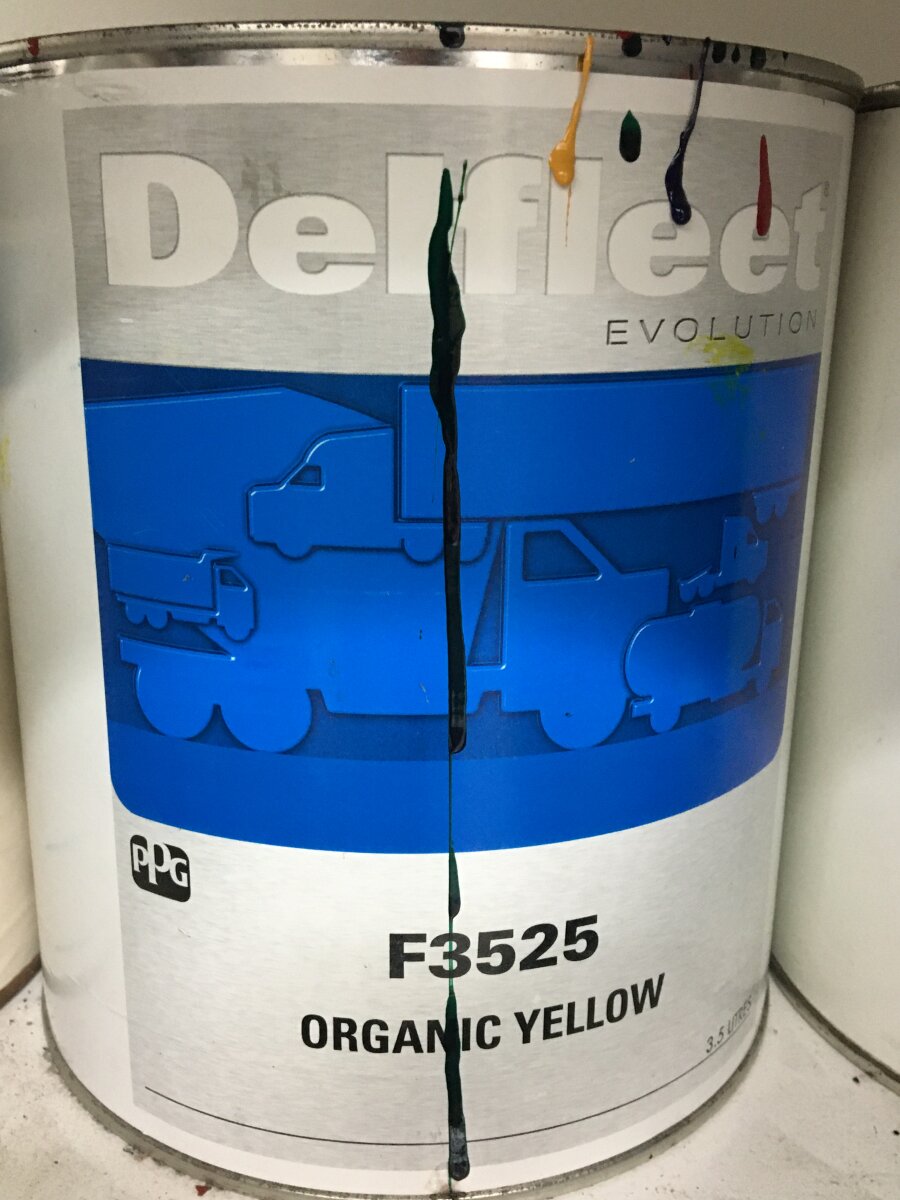 Delfleet
EVOLUTION
PPG
F3525
ORGANIC YELLOW
3.5 LITRES